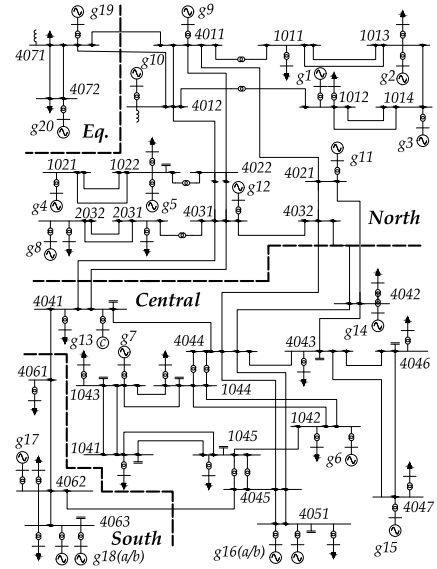 g19
g9
g10
4011
1011
1013
4071
g1
g2
4072
4012
1012
1014
g20
Eq.
g3
g5
g11
1021
1022
4022
g12
4021
g4
2032
2031
4031
4032
North
g8
Central
4042
4041
g13
C
g7
g14
4044
4043
4046
4061
1043
1044
1042
g17
1041
1045
g6
4062
4045
4047
4063
South
4051
g15
g18(a/b)
g16(a/b)